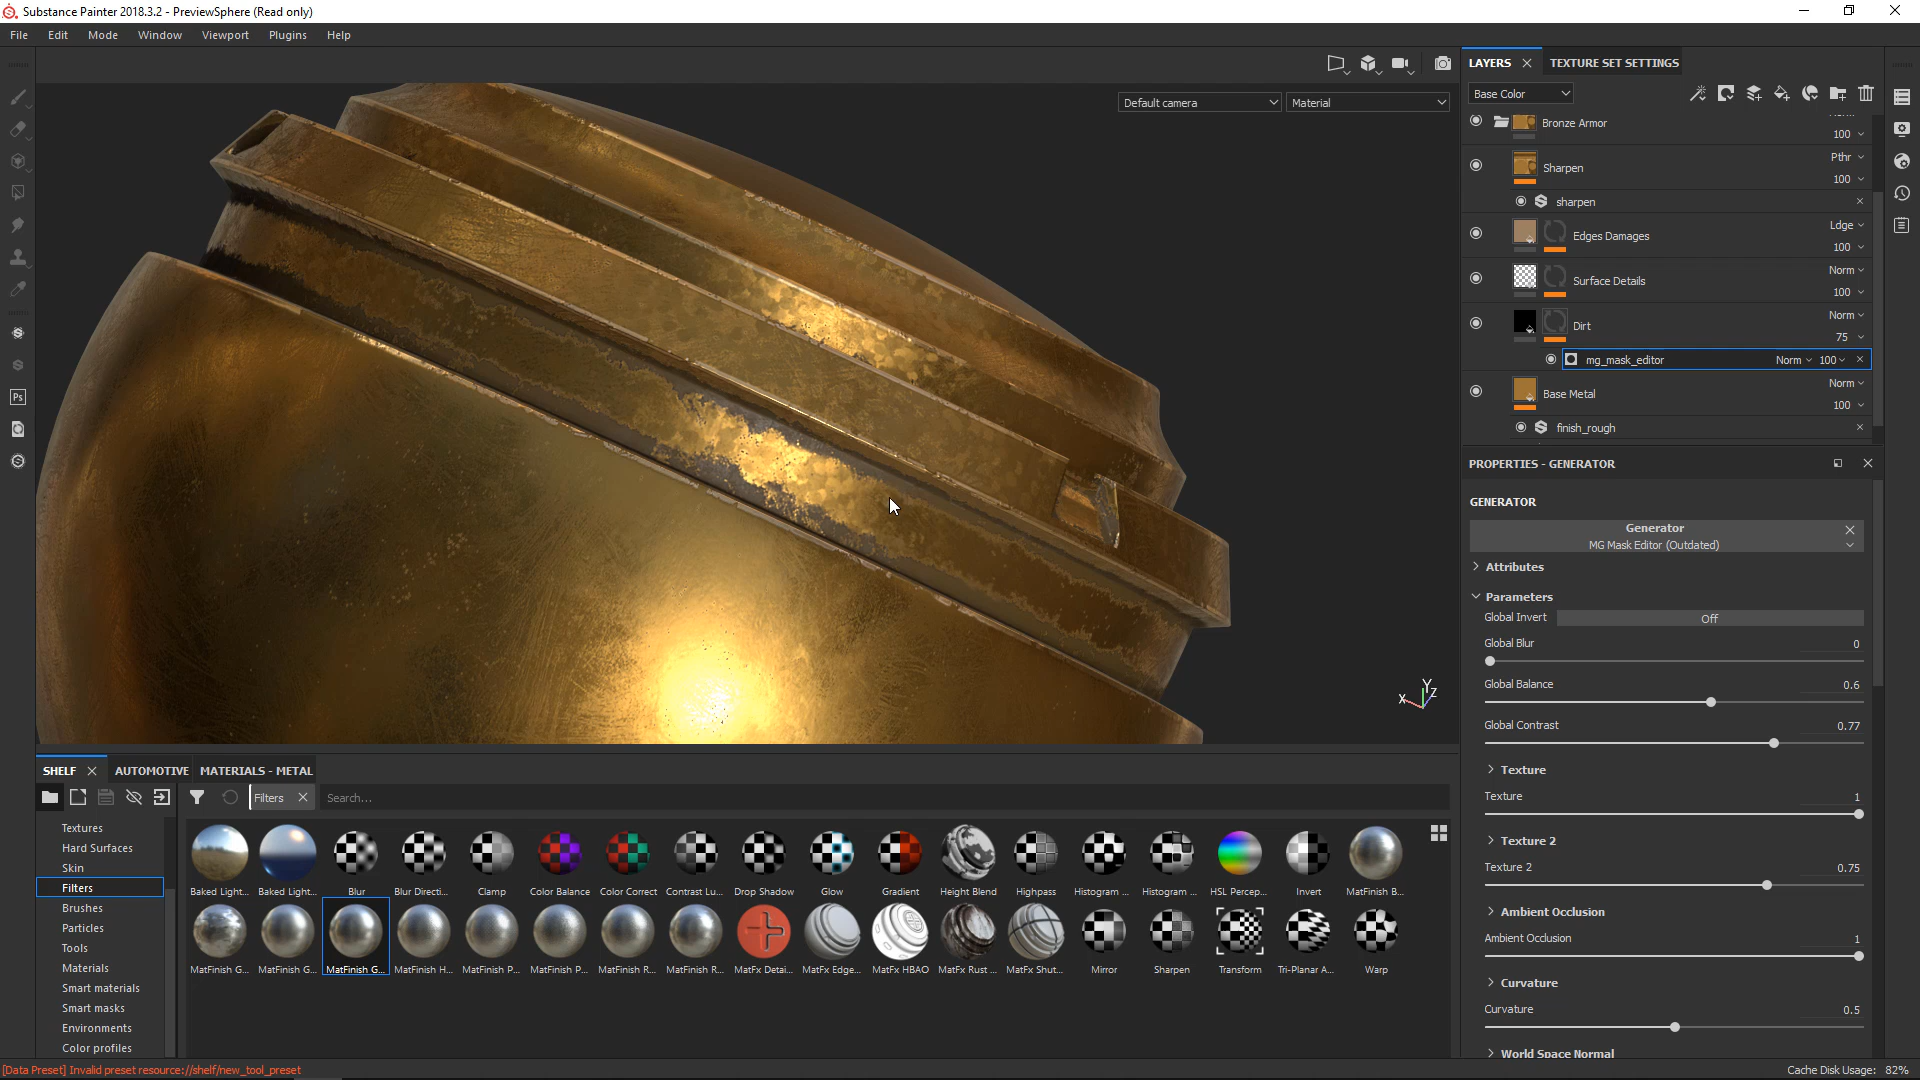 Substance Painter 2018.3.2 - PreviewSphere (Read only)
File Edit Mode Window Viewport Plugins Help
Default camera
Material
LAYERS
TEXTURE SET SETTINGS
Base Color
Bronze Armor
100
Sharpen
Pthr
100
sharpen
Edges Damages
Ldge
100
Surface Details
Norm
100
Dirt
Norm
75
mg_mask_editor Norm 100
Base Metal
Norm
100
finish_rough
PROPERTIES - GENERATOR
GENERATOR
Generator
MG Mask Editor (Outdated)
Attributes
Parameters
Global Invert Off
Global Blur 0
Global Balance 0.6
Global Contrast 0.77
Texture
Texture 1
Texture 2
Texture 2 0.75
Ambient Occlusion
Ambient Occlusion 1
Curvature
Curvature 0.5
World Space Normal
Y
X Z
SHELF AUTOMOTIVE MATERIALS - METAL
Ps
Filters
Search...
Textures
Hard Surfaces
Skin
Filters
Brushes
Particles
Tools
Materials
Smart materials
Smart masks
Environments
Color profiles
Baked Light... Baked Light... Blur Blur Directi... Clamp Color Balance Color Correct Contrast Lu... Drop Shadow Glow Gradient Height Blend Highpass Histogram ... Histogram ... HSL Percep... Invert MatFinish B...
MatFinish G... MatFinish G... MatFinish G... MatFinish H... MatFinish P... MatFinish P... MatFinish R... MatFinish R... MatFx Detai... MatFx Edge... MatFx HBAO MatFx Rust ... MatFx Shut... Mirror Sharpen Transform Tri-Planar A... Warp
[Data Preset] Invalid preset resource://shelf/new_tool_preset
Cache Disk Usage: 82%